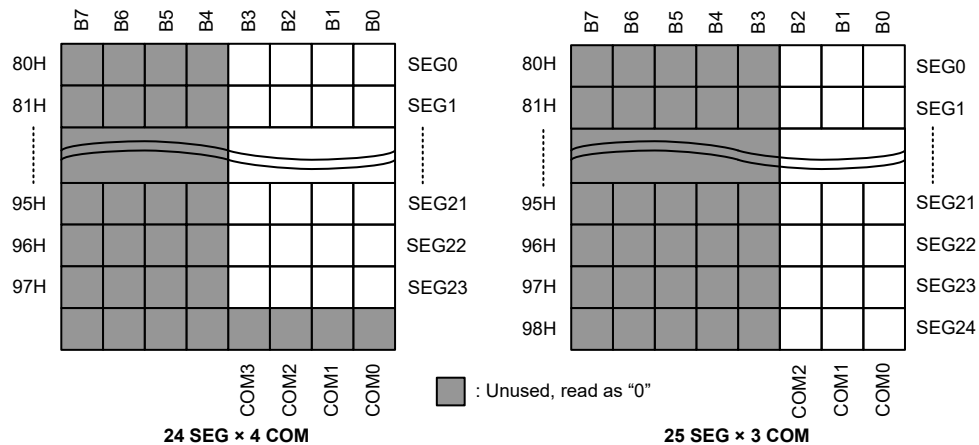 B7 B6 B5 B4 B3 B2 B1 B0
80H SEG0
81H SEG1
95H SEG21
96H SEG22
97H SEG23
COM3 COM2 COM1 COM0
24 SEG × 4 COM
B7 B6 B5 B4 B3 B2 B1 B0
80H SEG0
81H SEG1
95H SEG21
96H SEG22
97H SEG23
98H SEG24
COM2 COM1 COM0
25 SEG × 3 COM
: Unused, read as “0”